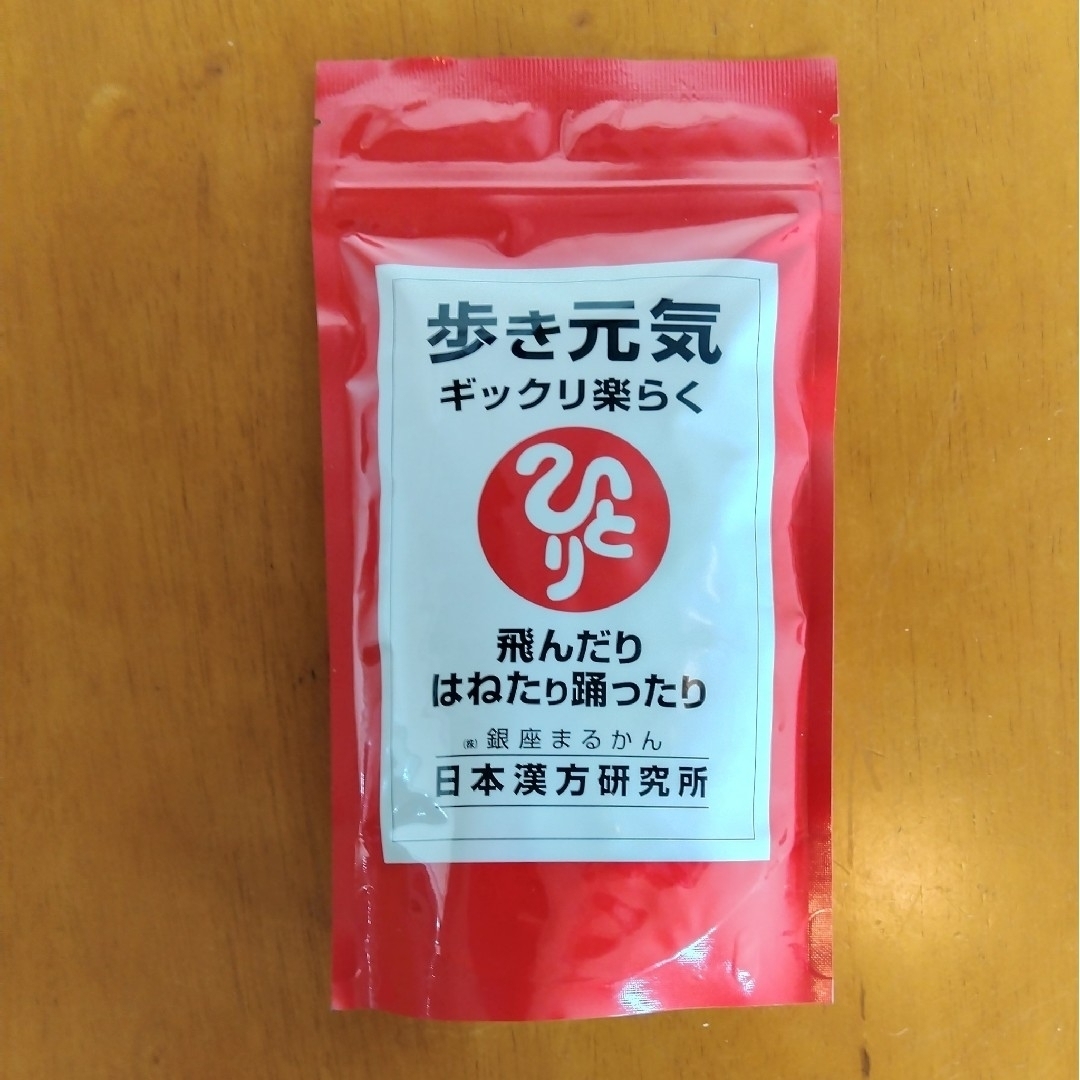 歩き元気
ギックリ楽らく
ひとり
飛んだり
はねたり踊ったり
㈱銀座まるかん
日本漢方研究所